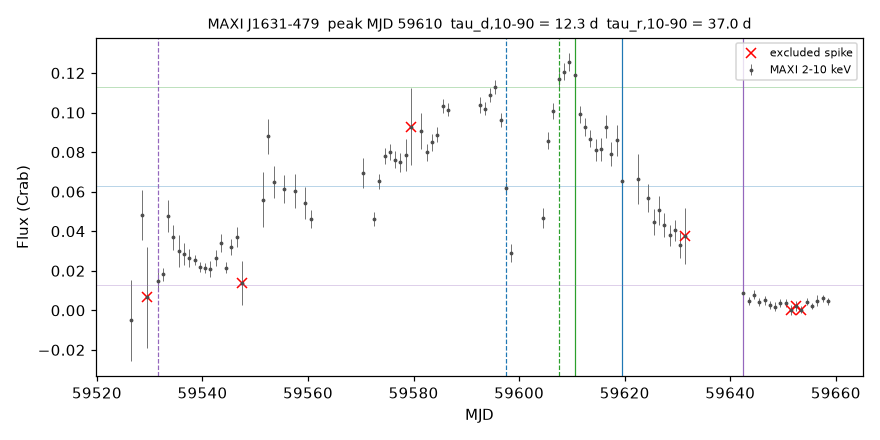 MAXI J1631-479  peak MJD 59610  tau_d,10-90 = 12.3 d  tau_r,10-90 = 37.0 d
excluded spike
MAXI 2-10 keV
Flux (Crab)
0.12
0.10
0.08
0.06
0.04
0.02
0.00
−0.02
59520 59540 59560 59580 59600 59620 59640 59660
MJD